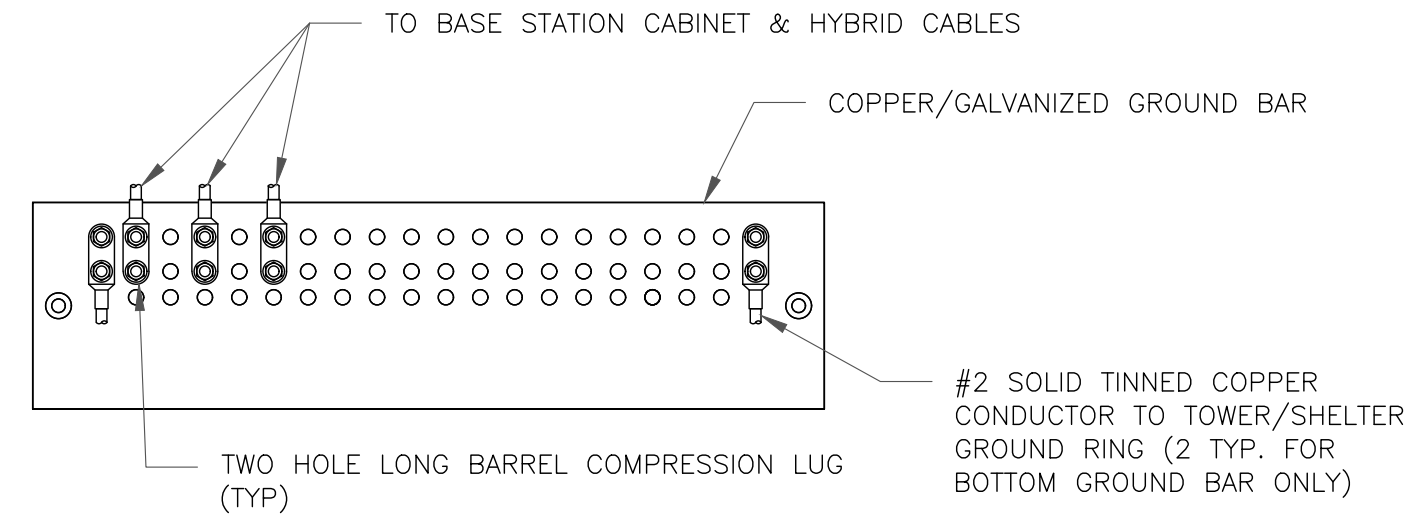 TO BASE STATION CABINET & HYBRID CABLES
COPPER/GALVANIZED GROUND BAR
#2 SOLID TINNED COPPER
CONDUCTOR TO TOWER/SHELTER
GROUND RING (2 TYP. FOR
BOTTOM GROUND BAR ONLY)
TWO HOLE LONG BARREL COMPRESSION LUG
(TYP)